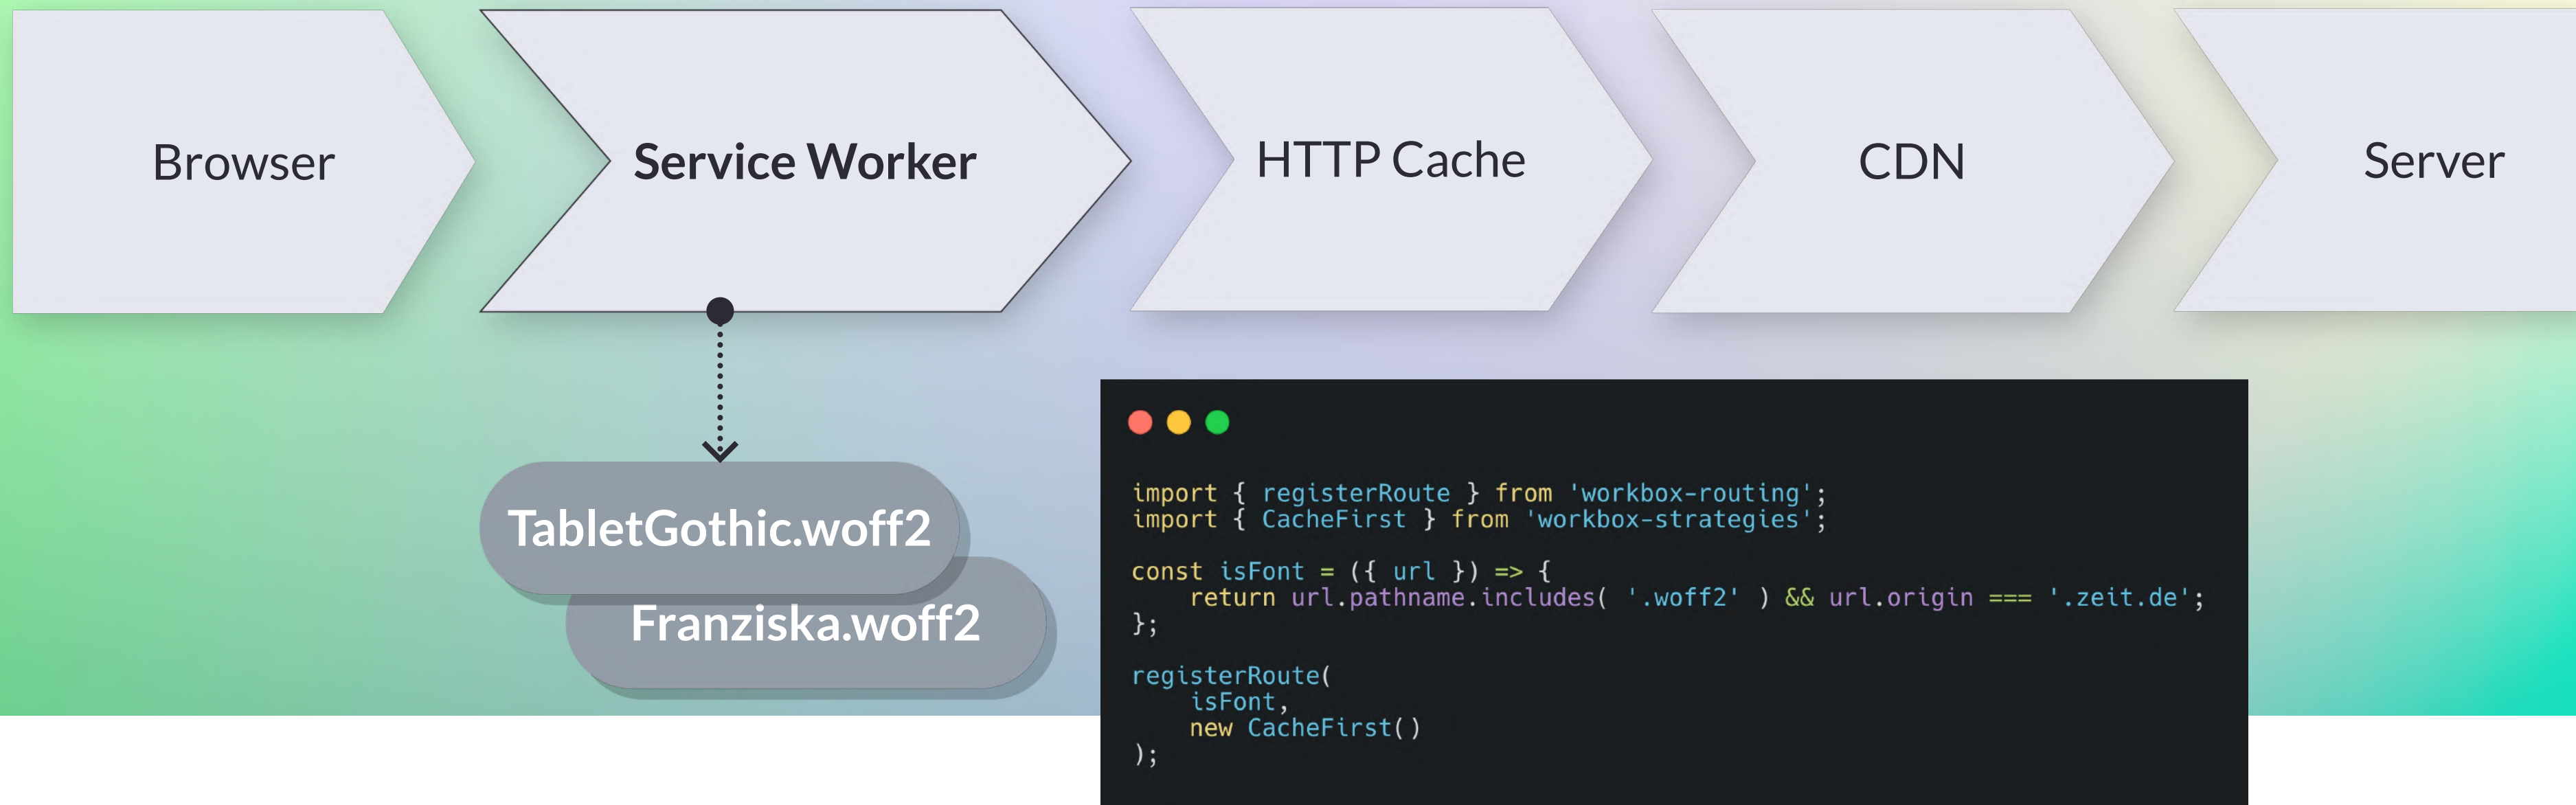 Browser
Service Worker
HTTP Cache
CDN
Server
TabletGothic.woff2
Franziska.woff2
import { registerRoute } from 'workbox-routing';
import { CacheFirst } from 'workbox-strategies';
const isFont = ({ url }) => {
    return url.pathname.includes( '.woff2' ) && url.origin === '.zeit.de';
};
registerRoute(
    isFont,
    new CacheFirst()
);